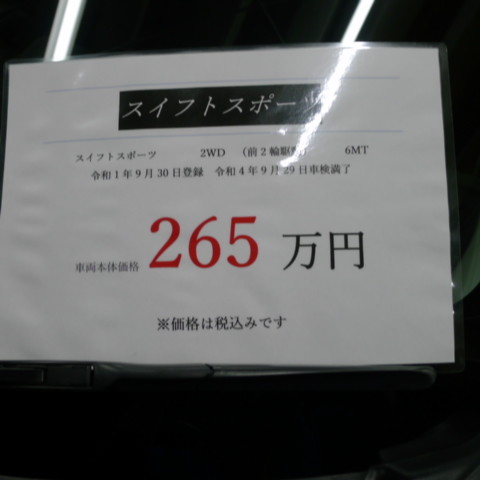 スイフトスポーツ
スイフトスポーツ 2WD （前2輪駆動） 6MT
令和1年9月30日登録 令和4年9月29日車検満了
車両本体価格 265 万円
※価格は税込みです